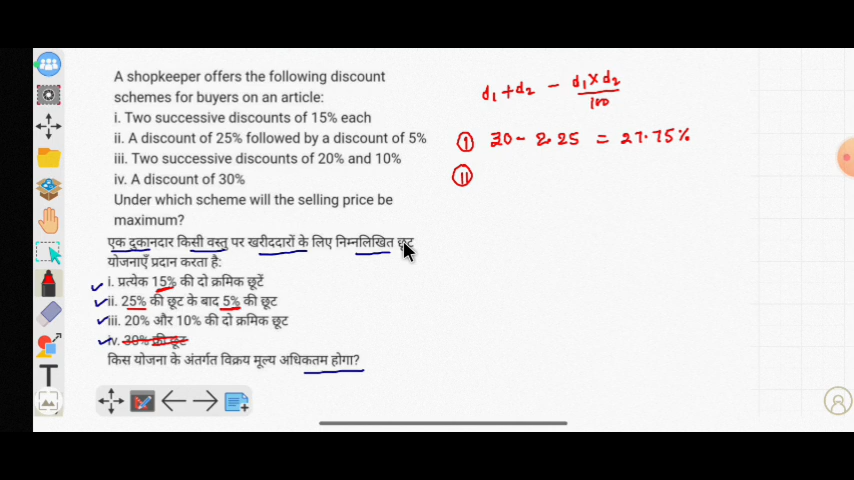 A shopkeeper offers the following discount
schemes for buyers on an article:
i. Two successive discounts of 15% each
ii. A discount of 25% followed by a discount of 5%
iii. Two successive discounts of 20% and 10%
iv. A discount of 30%
Under which scheme will the selling price be
maximum?
एक दुकानदार किसी वस्तु पर खरीददारों के लिए निम्नलिखित छूट
योजनाएँ प्रदान करता है:
i. प्रत्येक 15% की दो क्रमिक छूटें
ii. 25% की छूट के बाद 5% की छूट
iii. 20% और 10% की दो क्रमिक छूट
iv. 30% की छूट
किस योजना के अंतर्गत विक्रय मूल्य अधिकतम होगा?
d₁+d₂ - d₁×d₂/100
① 30 - 2.25 = 27.75%
⑪
T